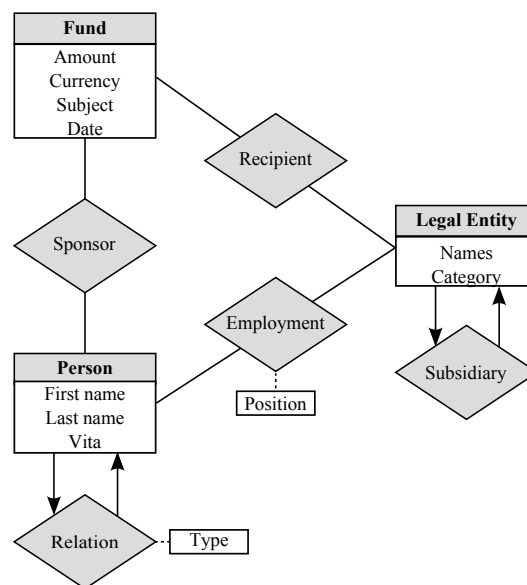 Fund
Amount
Currency
Subject
Date
Recipient
Sponsor
Legal Entity
Names
Category
Employment
Position
Subsidiary
Person
First name
Last name
Vita
Relation
Type